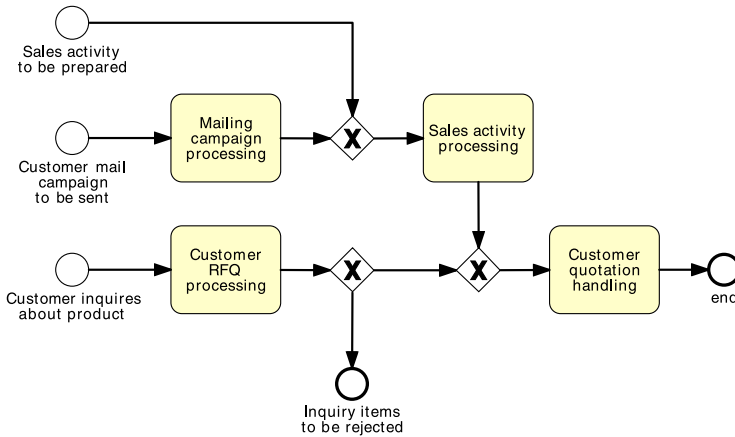 Sales activity
to be prepared
Mailing
campaign
processing
Sales activity
processing
Customer mail
campaign
to be sent
Customer
RFQ
processing
Customer
quotation
handling
Customer inquires
about product
end
Inquiry items
to be rejected